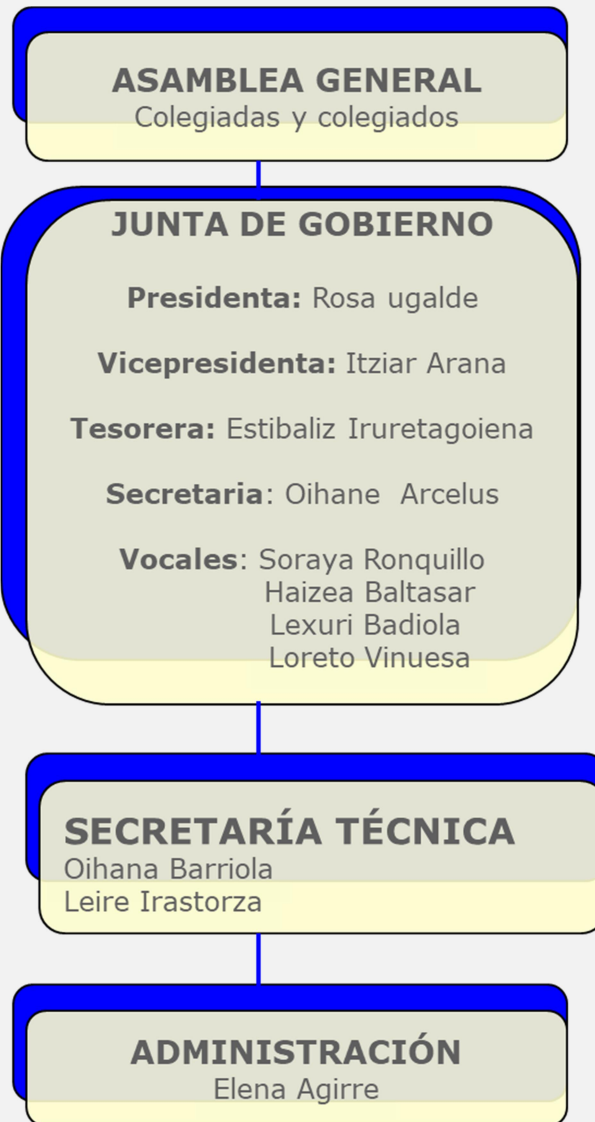 ASAMBLEA GENERAL
Colegiadas y colegiados
JUNTA DE GOBIERNO
Presidenta: Rosa ugalde
Vicepresidenta: Itziar Arana
Tesorera: Estibaliz Iruretagoiena
Secretaria: Oihane Arcelus
Vocales: Soraya Ronquillo
Haizea Baltasar
Lexuri Badiola
Loreto Vinuesa
SECRETARÍA TÉCNICA
Oihana Barriola
Leire Irastorza
ADMINISTRACIÓN
Elena Agirre